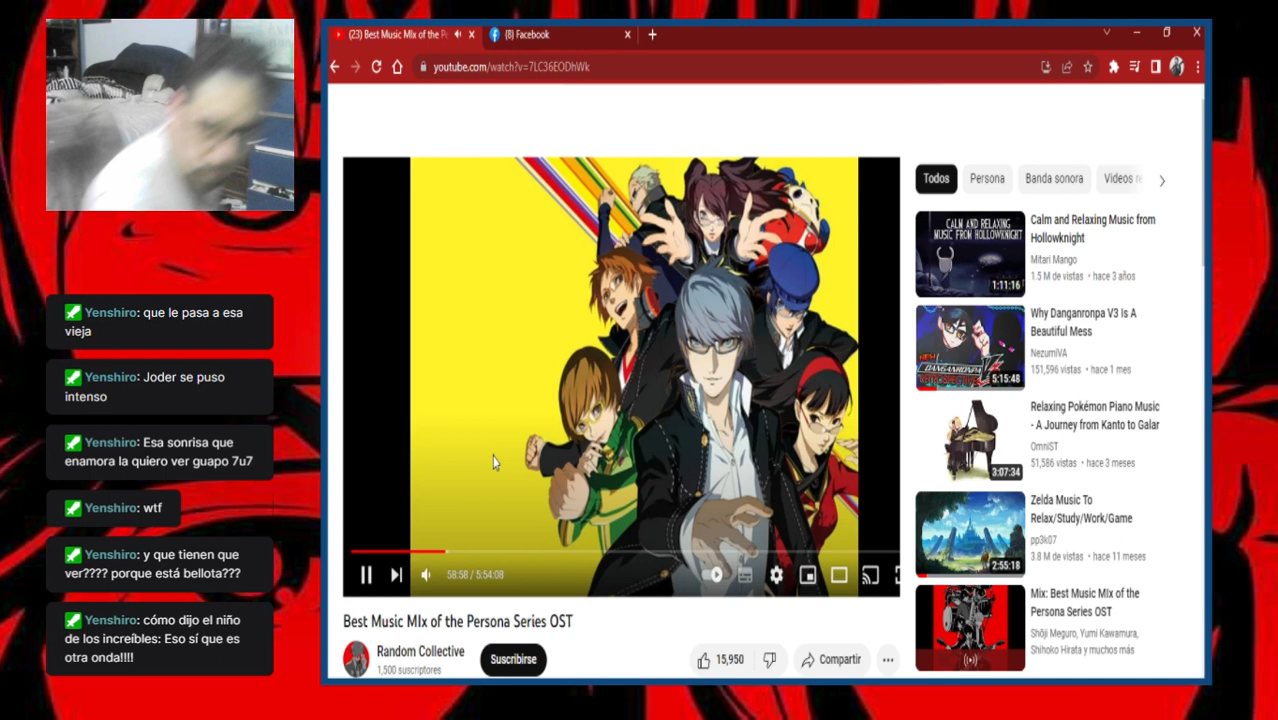 (23) Best Music MIx of the P
(8) Facebook
youtube.com/watch?v=7LC36EODhWk
Yenshiro: que le pasa a esa
vieja
Yenshiro: Joder se puso
intenso
Yenshiro: Esa sonrisa que
enamora la quiero ver guapo 7u7
Yenshiro: wtf
Yenshiro: y que tienen que
ver???? porque está bellota???
Yenshiro: cómo dijo el niño
de los increíbles: Eso sí que es
otra onda!!!!
58:58 / 5:54:08
Best Music MIx of the Persona Series OST
Random Collective
1,500 suscriptores
Suscribirse
15,950
Compartir
Todos
Persona
Banda sonora
Videos re
CALM AND RELAXING
MUSIC FROM HOLLOWKNIGHT
1:11:16
Calm and Relaxing Music from
Hollowknight
Mitari Mango
1.5 M de vistas • hace 3 años
NEW
DANGANRONPA
5:15:48
Why Danganronpa V3 Is A
Beautiful Mess
NezumiVA
151,596 vistas • hace 1 mes
3:07:34
Relaxing Pokémon Piano Music
- A Journey from Kanto to Galar
OmniST
51,586 vistas • hace 3 meses
2:55:18
Zelda Music To
Relax/Study/Work/Game
pp3k07
3.8 M de vistas • hace 11 meses
Mix: Best Music MIx of the
Persona Series OST
Shōji Meguro, Yumi Kawamura,
Shihoko Hirata y muchos más